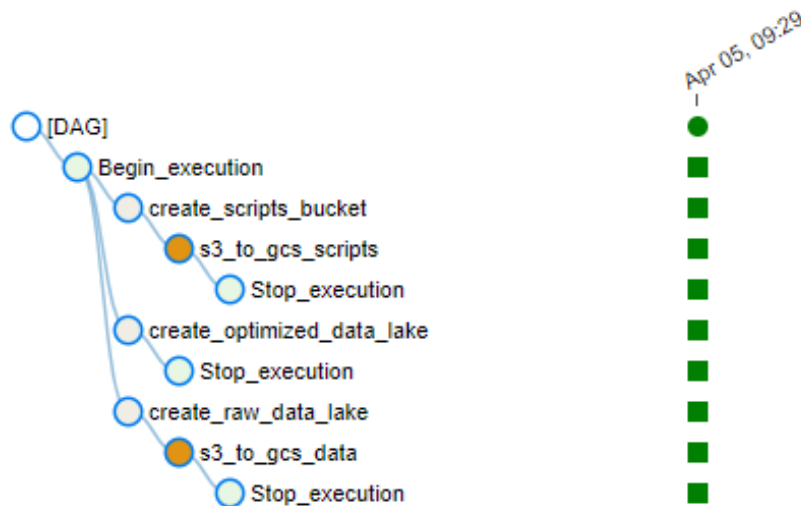 Apr 05, 09:29
[DAG]
Begin_execution
create_scripts_bucket
s3_to_gcs_scripts
Stop_execution
create_optimized_data_lake
Stop_execution
create_raw_data_lake
s3_to_gcs_data
Stop_execution